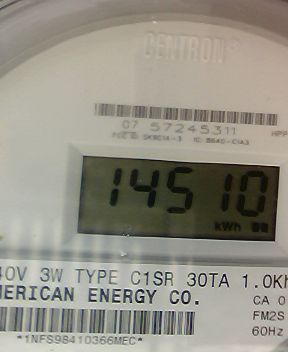 CENTRON®
07 57245311
14510
kWh
40V 3W TYPE C1SR 30TA 1.0Kh
MERICAN ENERGY CO.
CA 0
FM2S
60Hz
*1NFS98410366MEC*